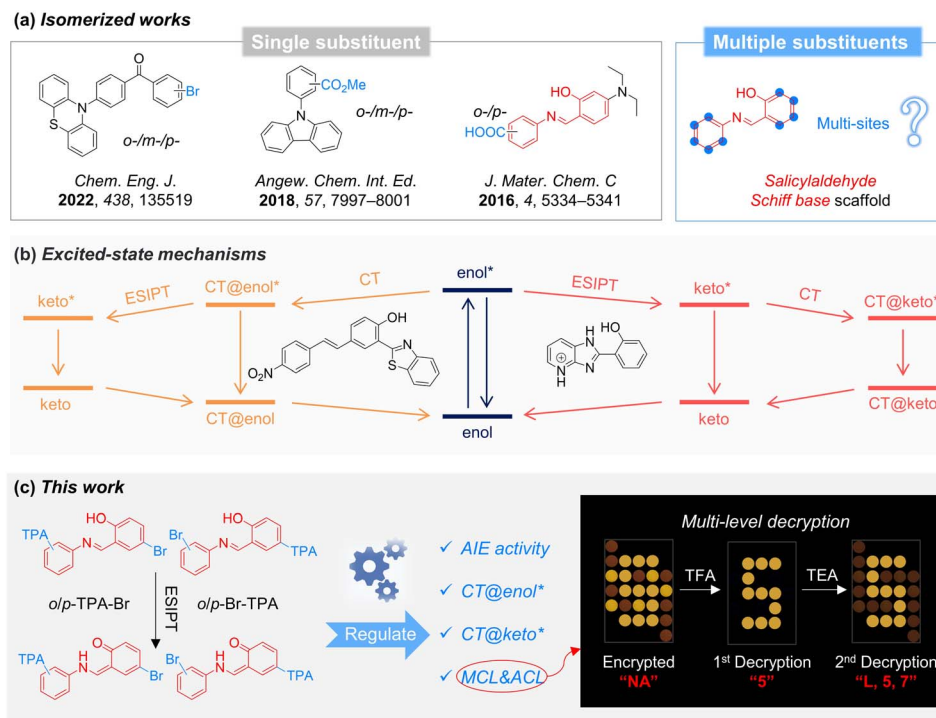 (a) Isomerized works
Single substituent
Multiple substituents
O
N
S
Br
o-/m-/p-
Chem. Eng. J.
2022, 438, 135519
CO₂Me
N
o-/m-/p-
Angew. Chem. Int. Ed.
2018, 57, 7997–8001
o-/p-
HOOC
HO
N
N
J. Mater. Chem. C
2016, 4, 5334–5341
HO
N
Multi-sites
?
Salicylaldehyde
Schiff base scaffold
(b) Excited-state mechanisms
keto*
ESIPT
CT@enol*
CT
enol*
ESIPT
keto*
CT
CT@keto*
O₂N
OH
N
S
H
N
HO
N
N
H
+
keto
CT@enol
enol
keto
CT@keto
(c) This work
TPA
HO
N
Br
Br
HO
N
TPA
o/p-TPA-Br
ESIPT
o/p-Br-TPA
TPA
H
N
O
Br
Br
H
N
O
TPA
Regulate
✓ AIE activity
✓ CT@enol*
✓ CT@keto*
✓ MCL&ACL
Multi-level decryption
TFA
TEA
Encrypted
"NA"
1st Decryption
"5"
2nd Decryption
"L, 5, 7"